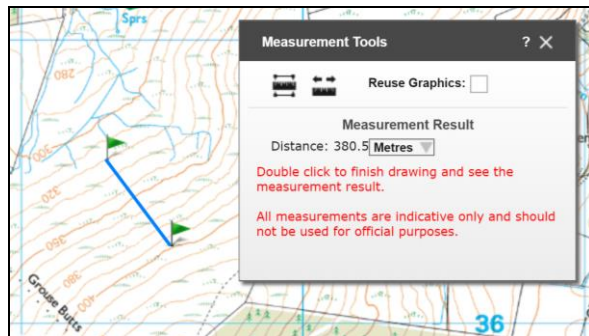 Sprs
Measurement Tools ? ×
280
Reuse Graphics:
Measurement Result
Distance: 380.5 Metres
300
Double click to finish drawing and see the
measurement result.
320
All measurements are indicative only and should
not be used for official purposes.
360
400
Grouse Butts
36